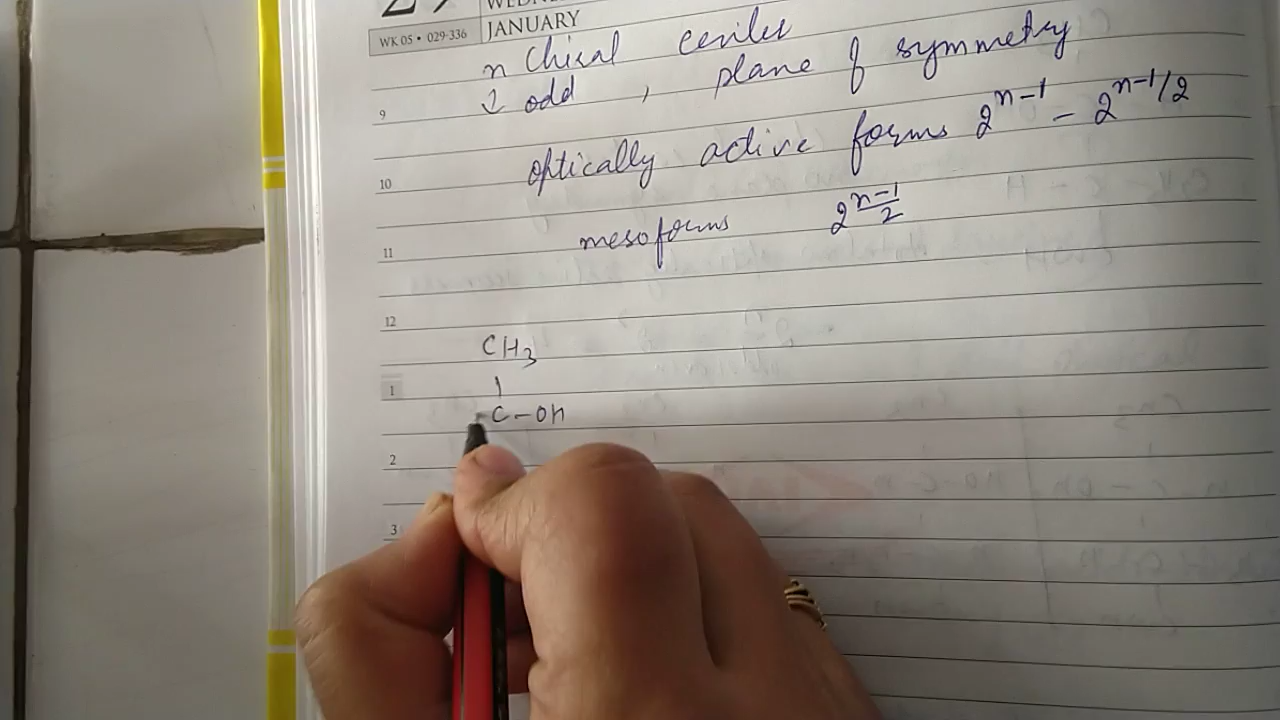 JANUARY
WK 05 • 029-336
n Chiral center
odd , plane of symmetry
9
optically active forms 2^{n-1} - 2^{n-1/2}
10
mesoforms 2^{\frac{n-1}{2}}
11
12
CH3
1
C-OH
2
3